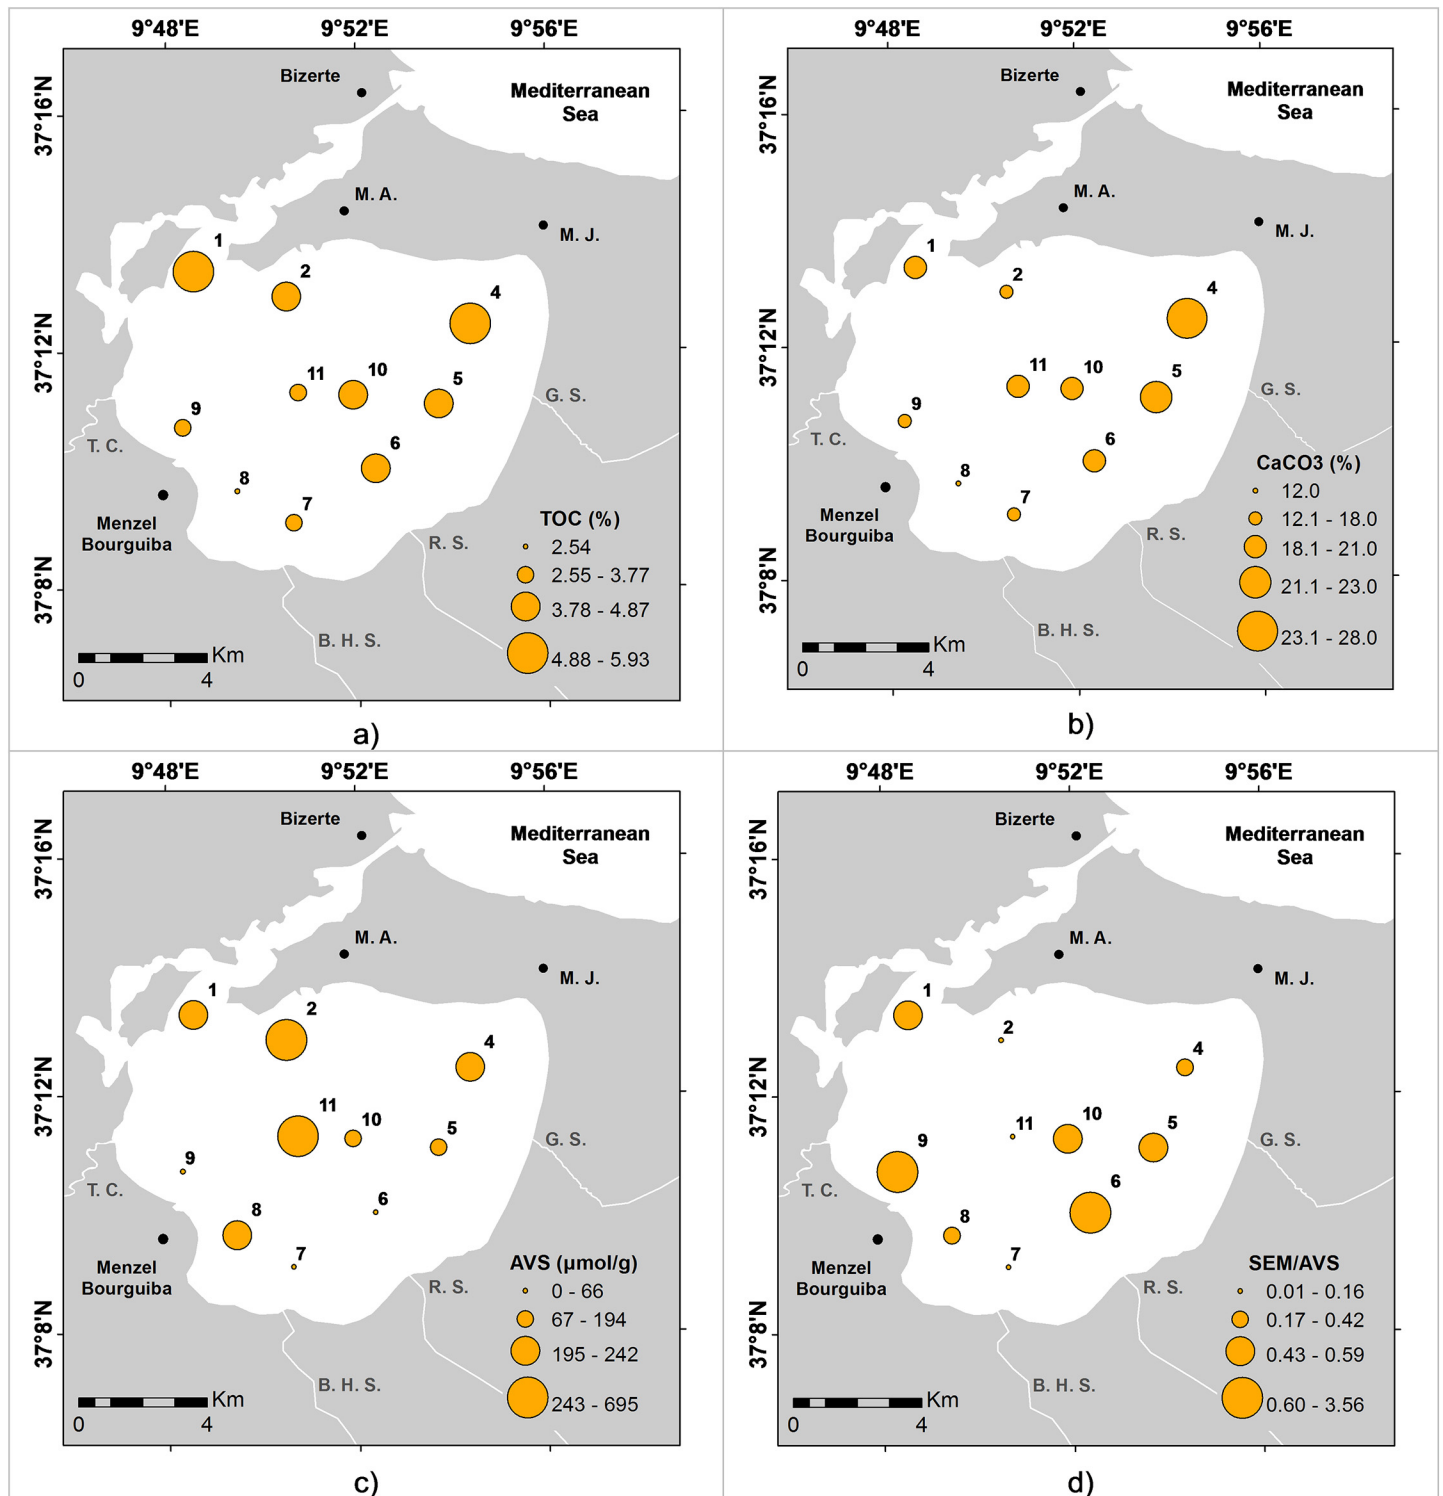 9°48'E 9°52'E 9°56'E
37°16'N
37°12'N
37°8'N
Bizerte
Mediterranean
Sea
M. A.
M. J.
1
2
4
11
10
5
9
6
8
7
G. S.
T. C.
Menzel
Bourguiba
R. S.
B. H. S.
TOC (%)
2.54
2.55 - 3.77
3.78 - 4.87
4.88 - 5.93
Km
0 4
a)
9°48'E 9°52'E 9°56'E
37°16'N
37°12'N
37°8'N
Bizerte
Mediterranean
Sea
M. A.
M. J.
1
2
4
11
10
5
9
6
8
7
G. S.
T. C.
Menzel
Bourguiba
R. S.
B. H. S.
CaCO3 (%)
12.0
12.1 - 18.0
18.1 - 21.0
21.1 - 23.0
23.1 - 28.0
Km
0 4
b)
9°48'E 9°52'E 9°56'E
37°16'N
37°12'N
37°8'N
Bizerte
Mediterranean
Sea
M. A.
M. J.
1
2
4
11
10
5
9
6
8
7
G. S.
T. C.
Menzel
Bourguiba
R. S.
B. H. S.
AVS (µmol/g)
0 - 66
67 - 194
195 - 242
243 - 695
Km
0 4
c)
9°48'E 9°52'E 9°56'E
37°16'N
37°12'N
37°8'N
Bizerte
Mediterranean
Sea
M. A.
M. J.
1
2
4
11
10
5
9
6
8
7
G. S.
T. C.
Menzel
Bourguiba
R. S.
B. H. S.
SEM/AVS
0.01 - 0.16
0.17 - 0.42
0.43 - 0.59
0.60 - 3.56
Km
0 4
d)